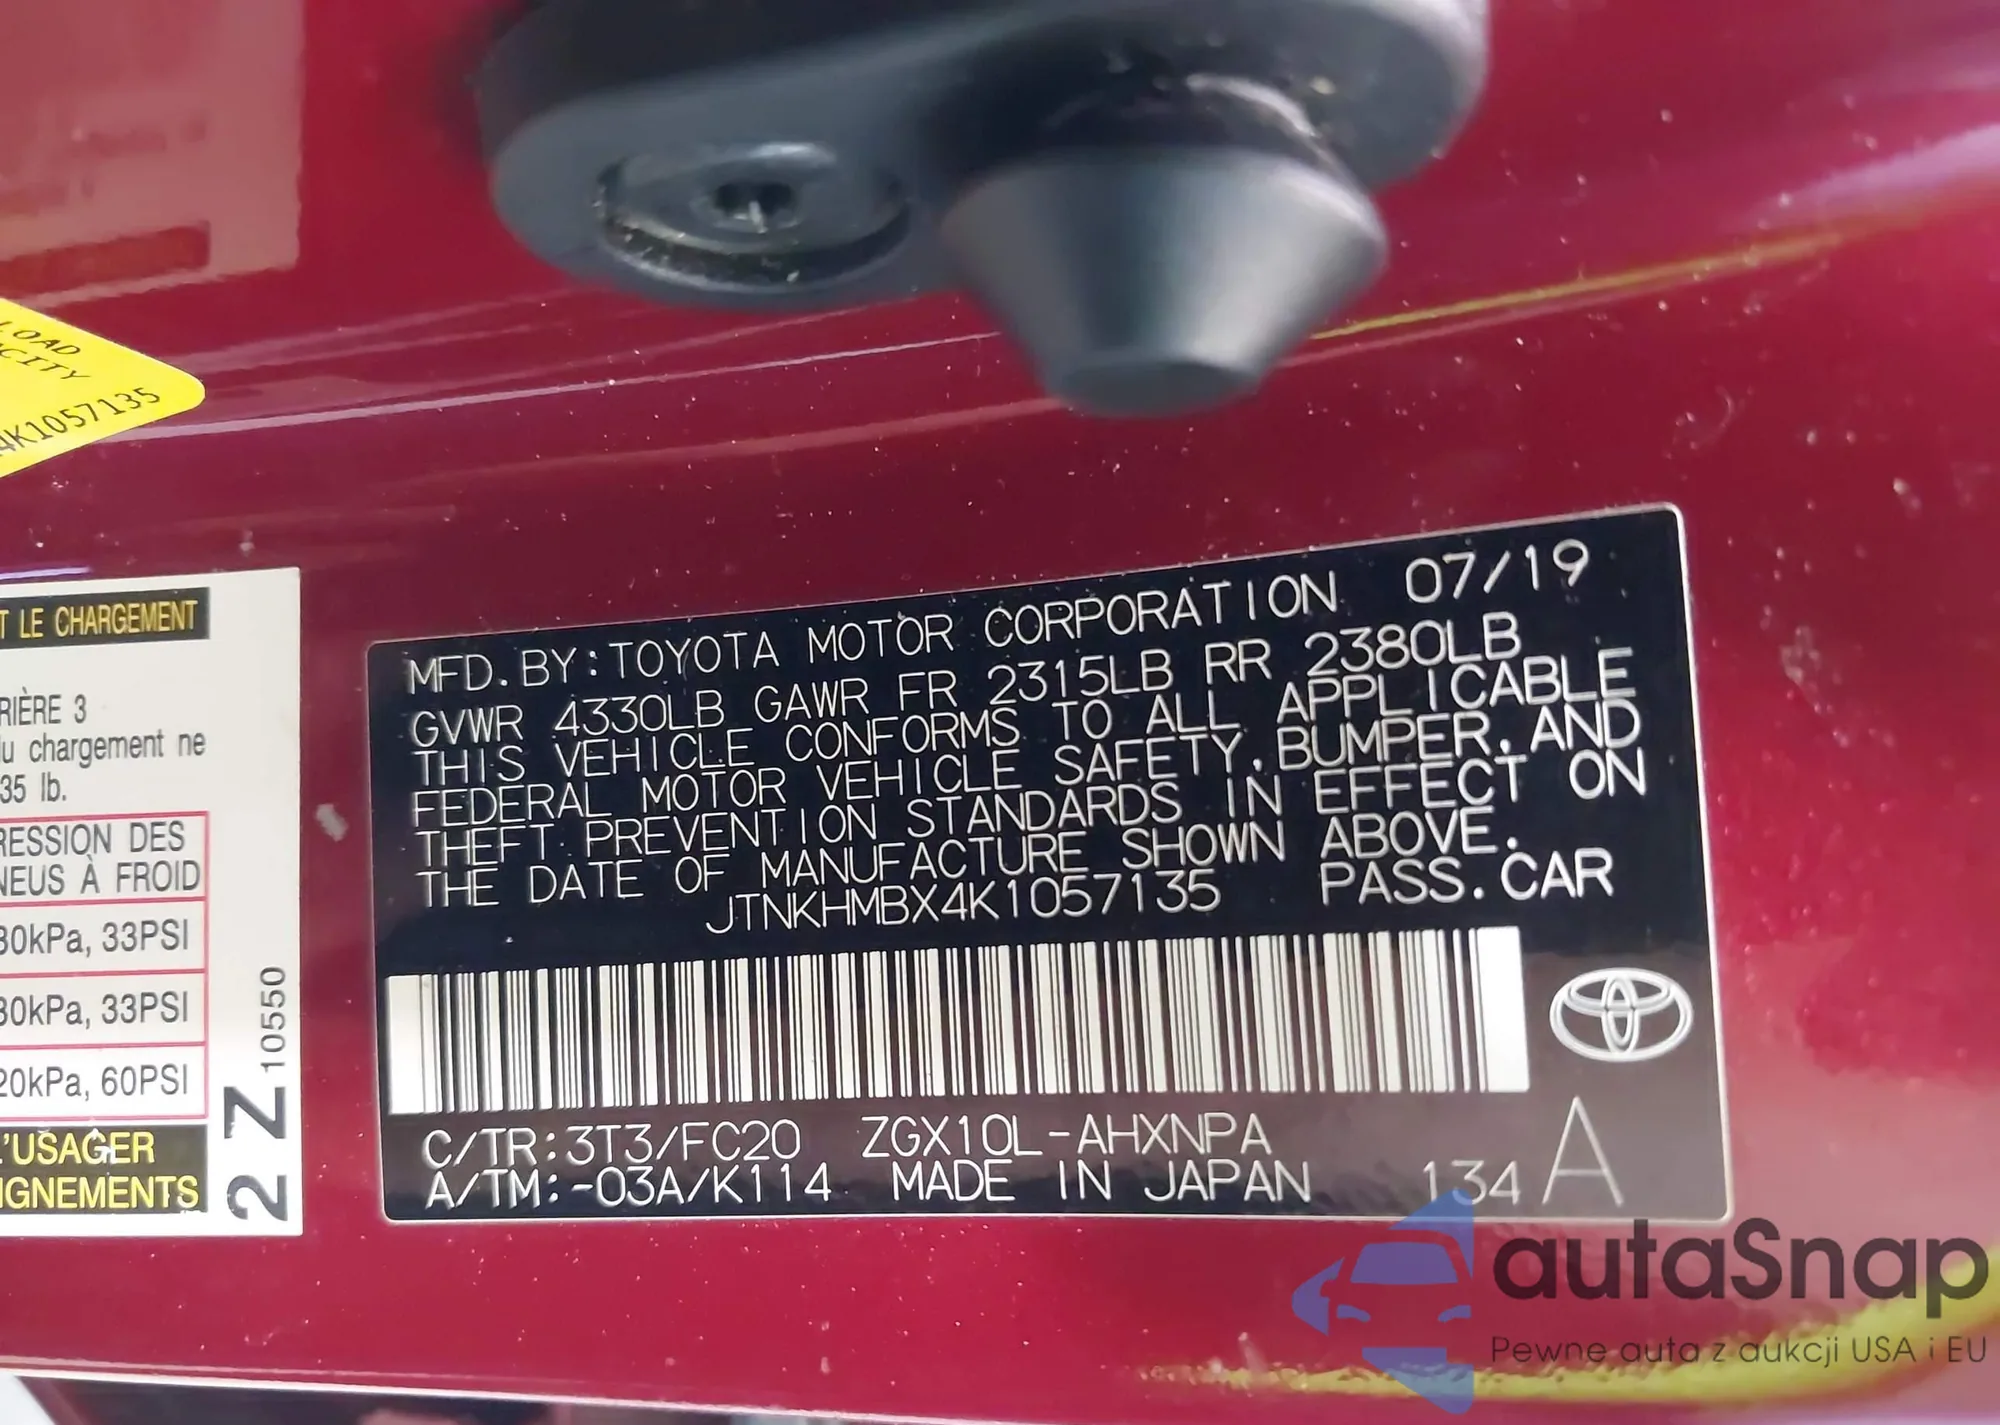 LOAD
4K1057135
T LE CHARGEMENT
RIÈRE 3
u chargement ne
35 lb.
RESSION DES
NEUS À FROID
30kPa, 33PSI
30kPa, 33PSI
20kPa, 60PSI
L'USAGER
IGNEMENTS
2 Z 10550
MFD. BY: TOYOTA MOTOR CORPORATION 07/19
GVWR 4330LB GAWR FR 2315LB RR 2380LB
THIS VEHICLE CONFORMS TO ALL APPLICABLE
FEDERAL MOTOR VEHICLE SAFETY, BUMPER, AND
THEFT PREVENTION STANDARDS IN EFFECT ON
THE DATE OF MANUFACTURE SHOWN ABOVE.
JTNKHMBX4K1057135 PASS. CAR
C/TR: 3T3/FC20 ZGX10L-AHXNPA
A/TM: -03A/K114 MADE IN JAPAN 134 A
autaSnap
Pewne auta z aukcji USA i EU